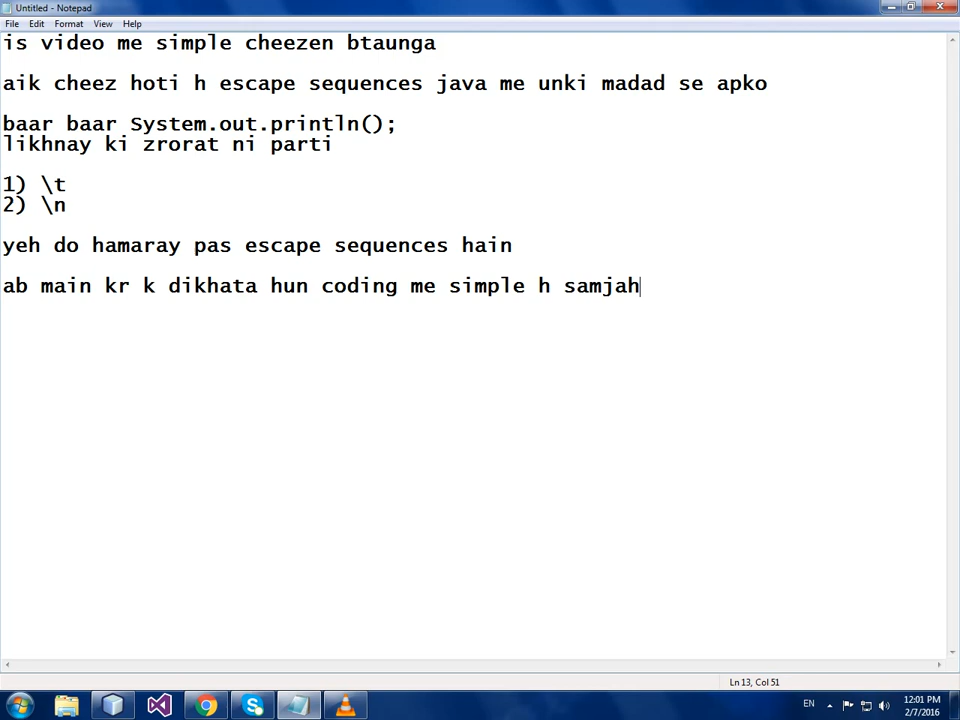 Untitled - Notepad
File Edit Format View Help
is video me simple cheezen btaunga
aik cheez hoti h escape sequences java me unki madad se apko
baar baar System.out.println();
likhnay ki zrorat ni parti
1) \t
2) \n
yeh do hamaray pas escape sequences hain
ab main kr k dikhata hun coding me simple h samjah
Ln 13, Col 51
EN
12:01 PM
2/7/2016